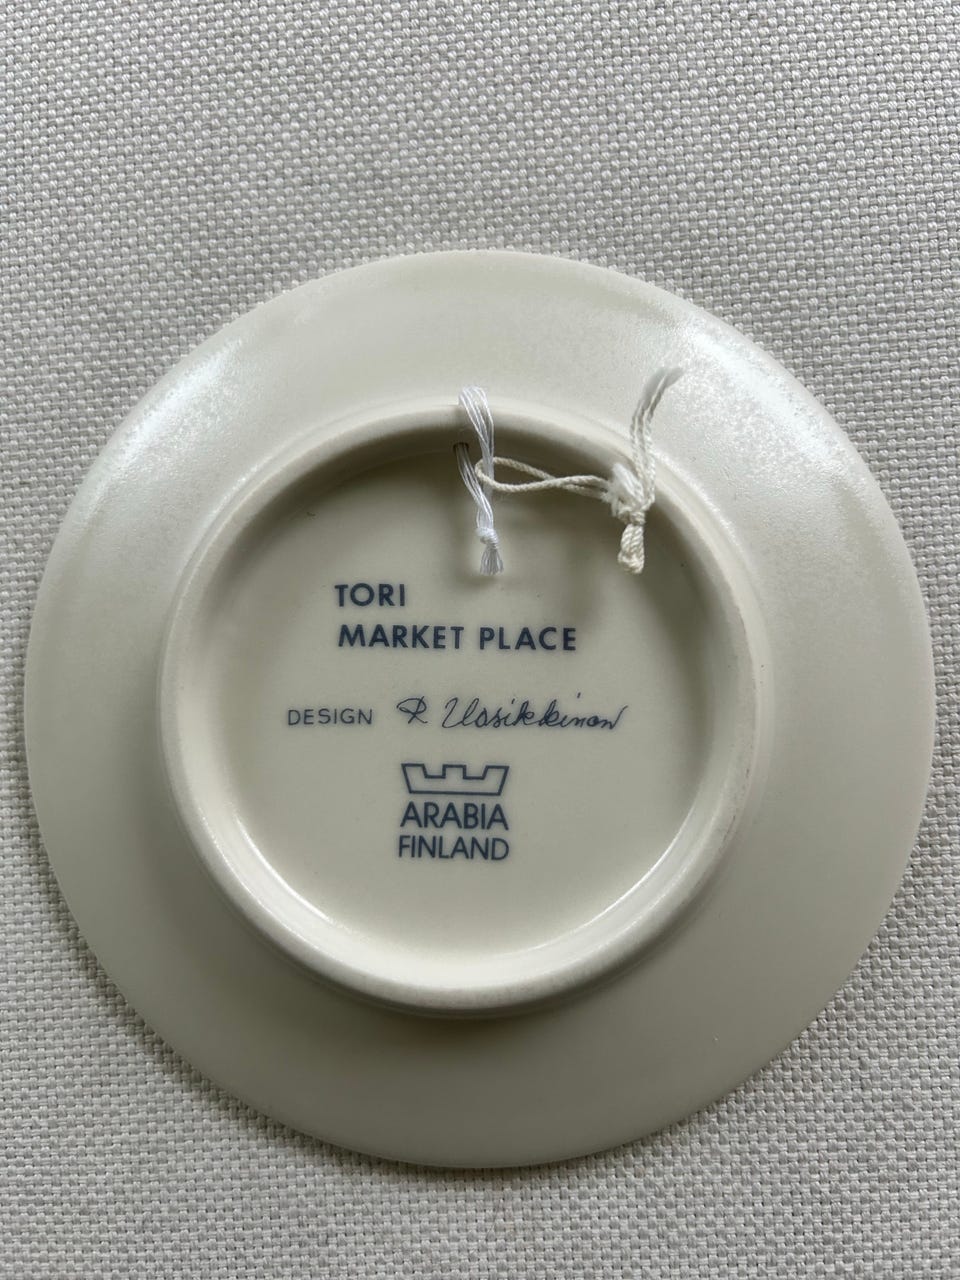 TORI
MARKET PLACE
DESIGN R Uosikkinen
ARABIA
FINLAND